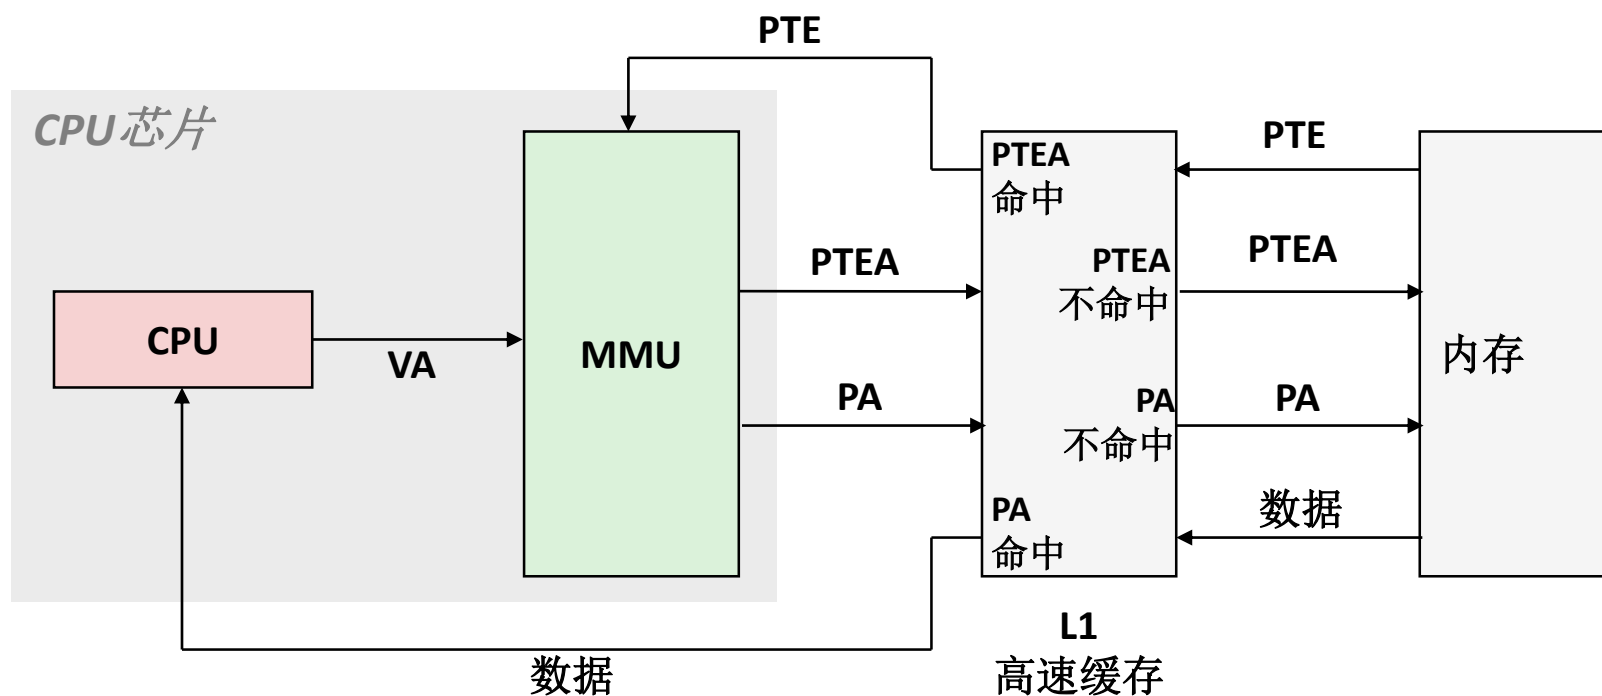 PTE
CPU芯片
PTEA
命中
PTE
PTEA
PTEA
不命中
PTEA
CPU
VA
MMU
内存
PA
PA
不命中
PA
PA
命中
数据
数据
L1
高速缓存